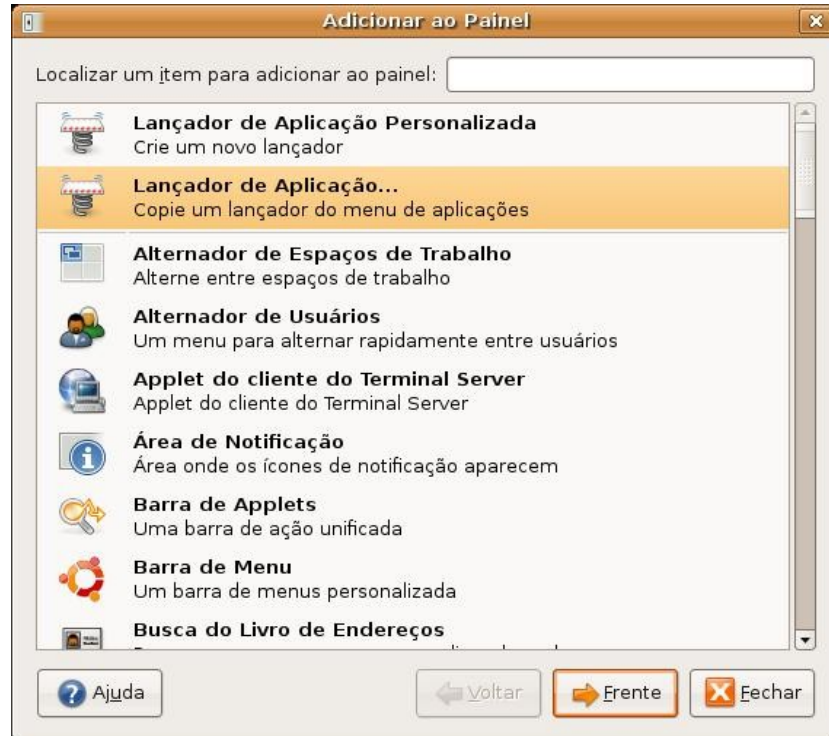 Adicionar ao Painel
Localizar um item para adicionar ao painel:
Lançador de Aplicação Personalizada
Crie um novo lançador
Lançador de Aplicação...
Copie um lançador do menu de aplicações
Alternador de Espaços de Trabalho
Alterne entre espaços de trabalho
Alternador de Usuários
Um menu para alternar rapidamente entre usuários
Applet do cliente do Terminal Server
Applet do cliente do Terminal Server
Área de Notificação
Área onde os ícones de notificação aparecem
Barra de Applets
Uma barra de ação unificada
Barra de Menu
Um barra de menus personalizada
Busca do Livro de Endereços
Ajuda
Voltar
Frente
Fechar